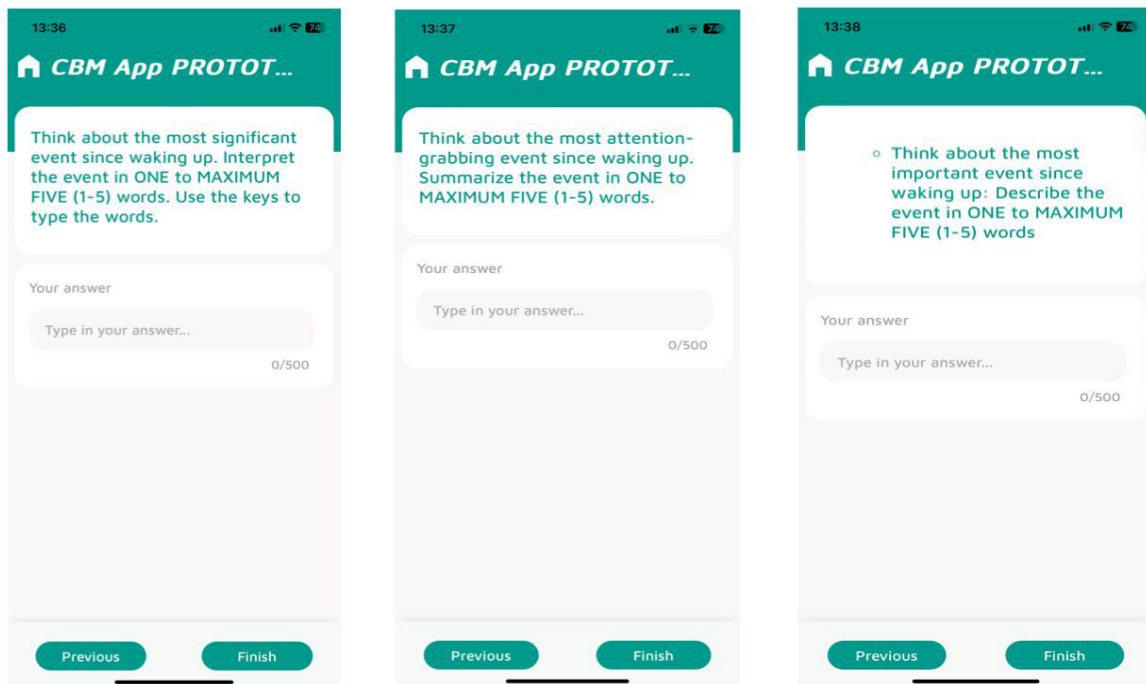 13:36
74
CBM App PROTOT...
Think about the most significant
event since waking up. Interpret
the event in ONE to MAXIMUM
FIVE (1-5) words. Use the keys to
type the words.
Your answer
Type in your answer...
0/500
Previous
Finish
13:37
74
CBM App PROTOT...
Think about the most attention-
grabbing event since waking up.
Summarize the event in ONE to
MAXIMUM FIVE (1-5) words.
Your answer
Type in your answer...
0/500
Previous
Finish
13:38
74
CBM App PROTOT...
Think about the most
important event since
waking up: Describe the
event in ONE to MAXIMUM
FIVE (1-5) words
Your answer
Type in your answer...
0/500
Previous
Finish